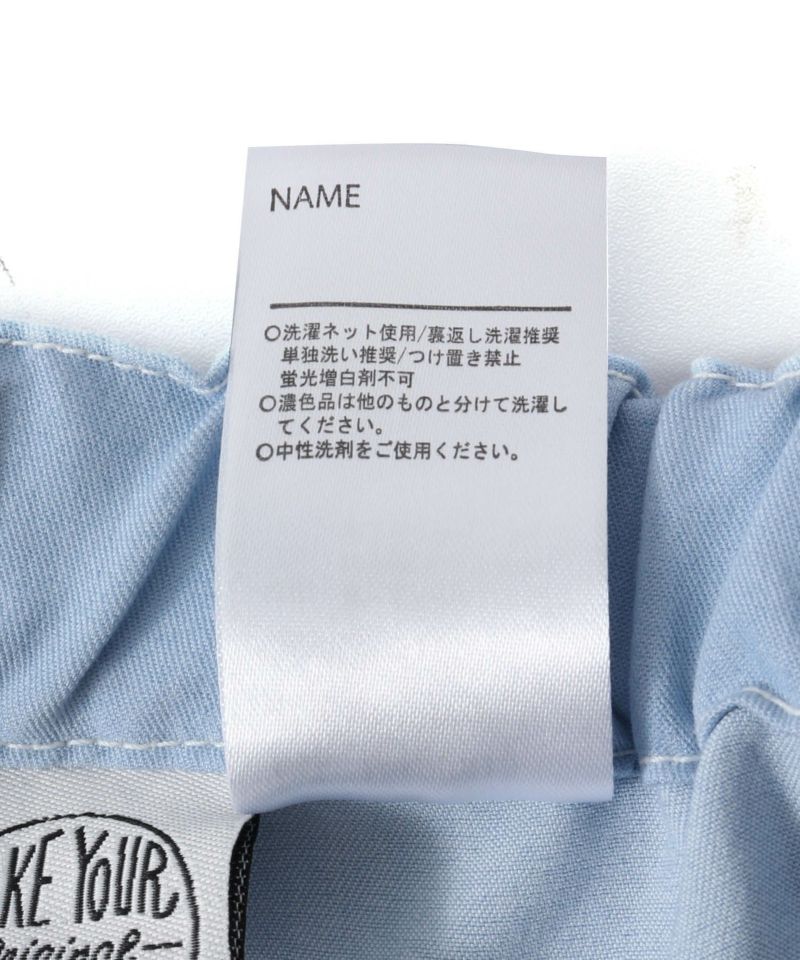 NAME
○洗濯ネット使用/裏返し洗濯推奨
単独洗い推奨/つけ置き禁止
蛍光増白剤不可
○濃色品は他のものと分けて洗濯し
てください。
○中性洗剤をご使用ください。
KE YOUR